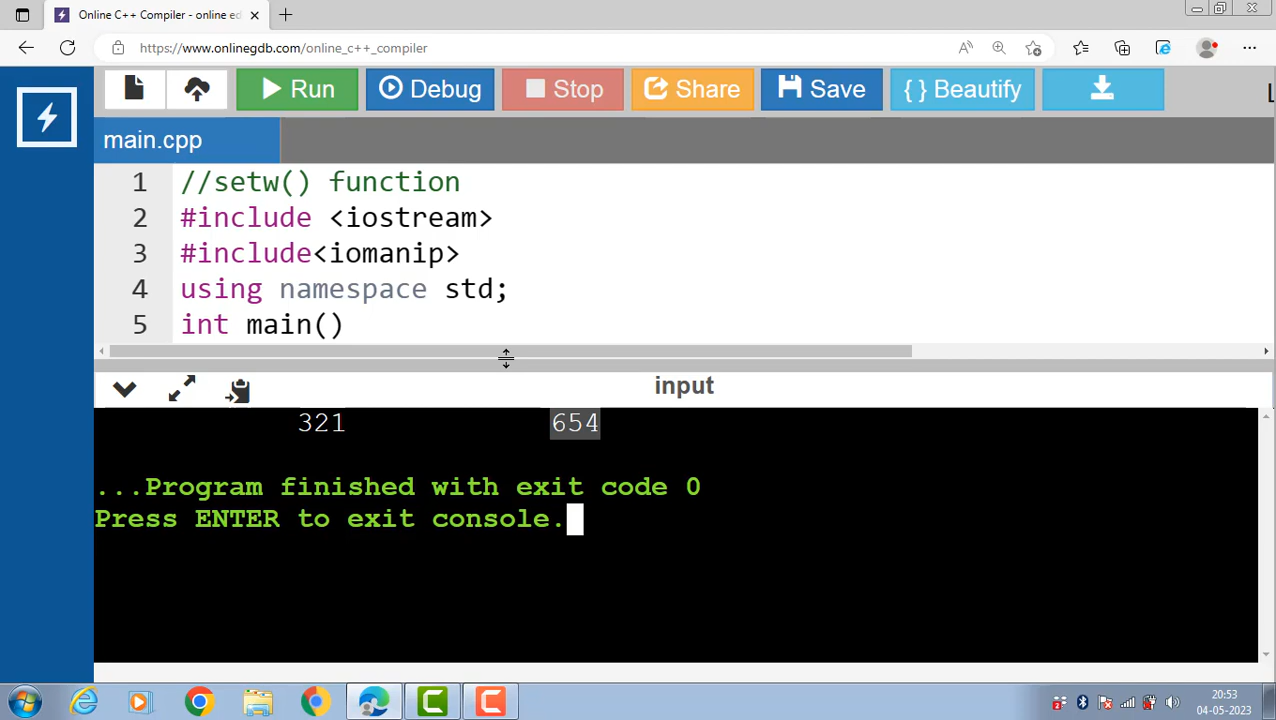 Online C++ Compiler - online ed
https://www.onlinegdb.com/online_c++_compiler
Run Debug Stop Share Save { } Beautify
main.cpp
1 //setw() function
2 #include <iostream>
3 #include<iomanip>
4 using namespace std;
5 int main()
input
321 654
...Program finished with exit code 0
Press ENTER to exit console.
20:53
04-05-2023